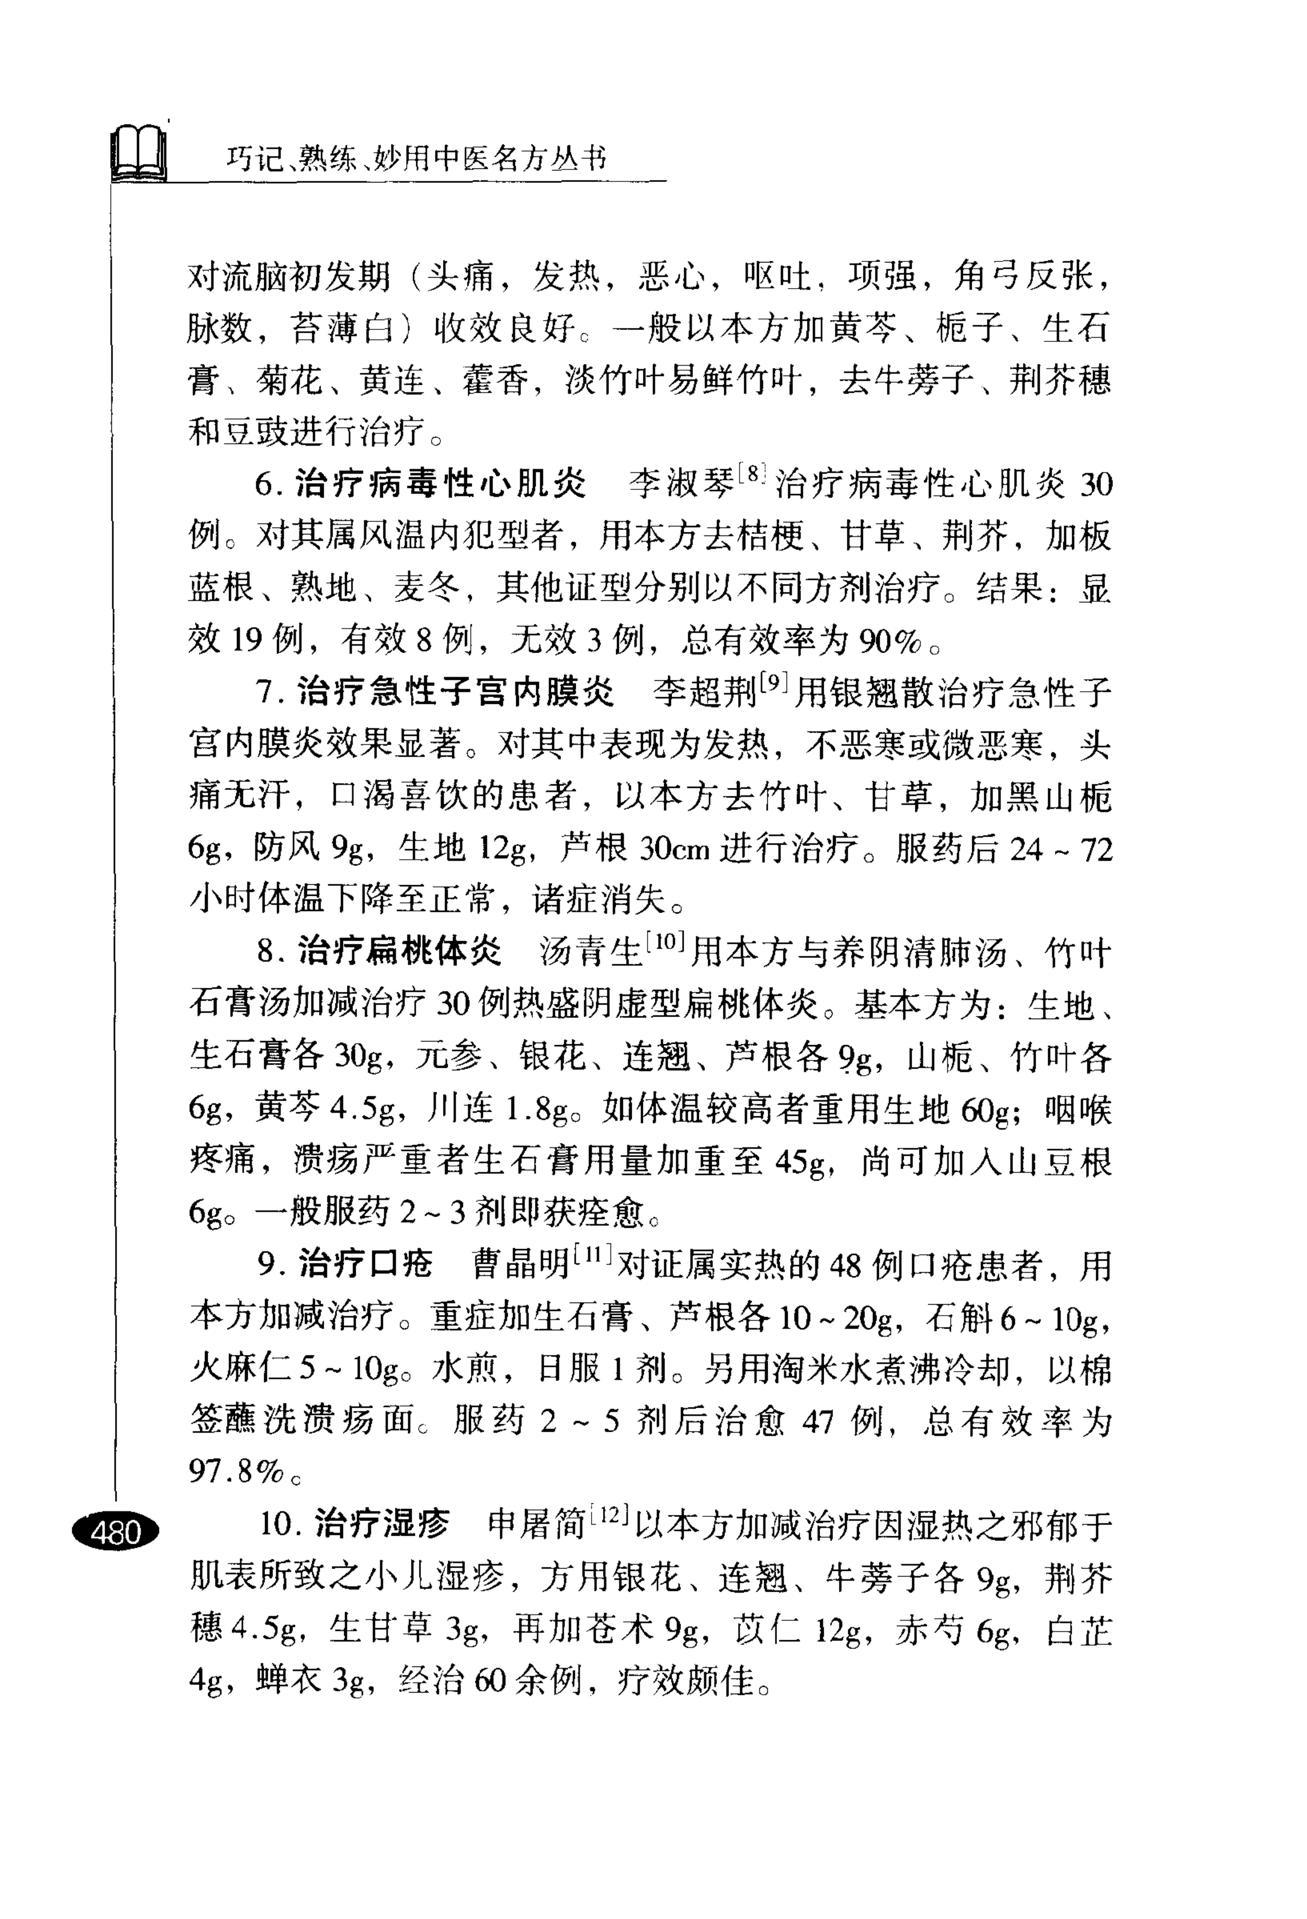 巧记、熟练、妙用中医名方丛书
对流脑初发期（头痛，发热，恶心，呕吐，项强，角弓反张，
脉数，苔薄白）收效良好。一般以本方加黄芩、栀子、生石
膏、菊花、黄连、藿香，淡竹叶易鲜竹叶，去牛蒡子、荆芥穗
和豆豉进行治疗。
6. 治疗病毒性心肌炎　李淑琴[8]治疗病毒性心肌炎 30
例。对其属风温内犯型者，用本方去桔梗、甘草、荆芥，加板
蓝根、熟地、麦冬，其他证型分别以不同方剂治疗。结果：显
效 19 例，有效 8 例，无效 3 例，总有效率为 90%。
7. 治疗急性子宫内膜炎　李超荆[9]用银翘散治疗急性子
宫内膜炎效果显著。对其中表现为发热，不恶寒或微恶寒，头
痛无汗，口渴喜饮的患者，以本方去竹叶、甘草，加黑山栀
6g，防风 9g，生地 12g，芦根 30cm 进行治疗。服药后 24 ~ 72
小时体温下降至正常，诸症消失。
8. 治疗扁桃体炎　汤青生[10]用本方与养阴清肺汤、竹叶
石膏汤加减治疗 30 例热盛阴虚型扁桃体炎。基本方为：生地、
生石膏各 30g，元参、银花、连翘、芦根各 9g，山栀、竹叶各
6g，黄芩 4.5g，川连 1.8g。如体温较高者重用生地 60g；咽喉
疼痛，溃疡严重者生石膏用量加重至 45g，尚可加入山豆根
6g。一般服药 2 ~ 3 剂即获痊愈。
9. 治疗口疮　曹晶明[11]对证属实热的 48 例口疮患者，用
本方加减治疗。重症加生石膏、芦根各 10 ~ 20g，石斛 6 ~ 10g，
火麻仁 5 ~ 10g。水煎，日服 1 剂。另用淘米水煮沸冷却，以棉
签蘸洗溃疡面。服药 2 ~ 5 剂后治愈 47 例，总有效率为
97.8%。
10. 治疗湿疹　申屠简[12]以本方加减治疗因湿热之邪郁于
肌表所致之小儿湿疹，方用银花、连翘、牛蒡子各 9g，荆芥
穗 4.5g，生甘草 3g，再加苍术 9g，苡仁 12g，赤芍 6g，白芷
4g，蝉衣 3g，经治 60 余例，疗效颇佳。
480